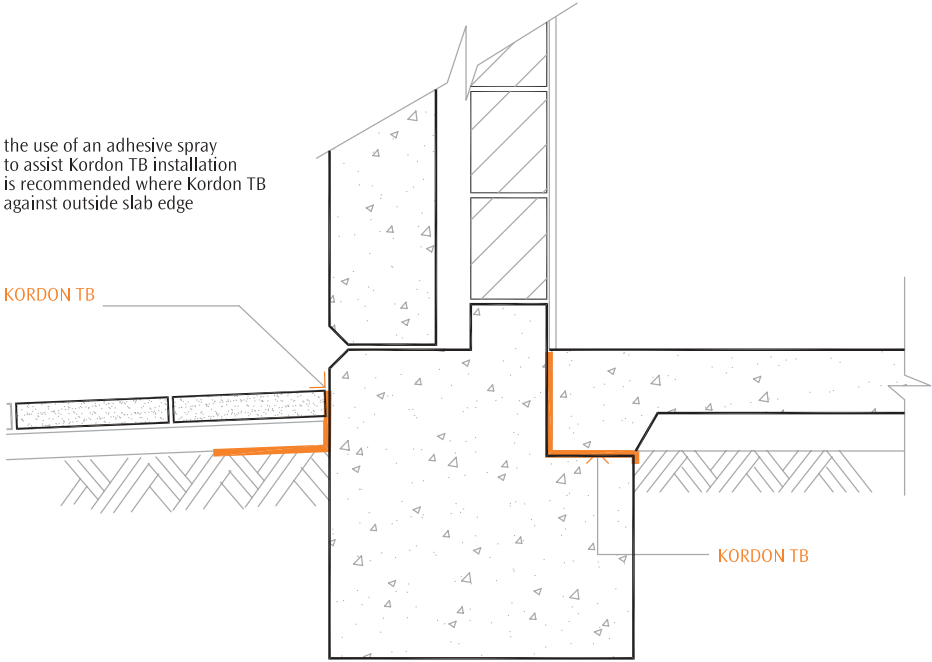 the use of an adhesive spray
to assist Kordon TB installation
is recommended where Kordon TB
against outside slab edge
KORDON TB
KORDON TB